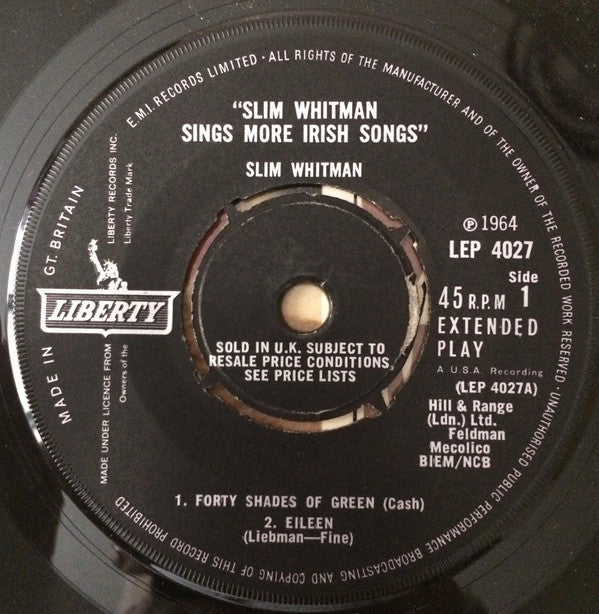 E.M.I. RECORDS LIMITED · ALL RIGHTS OF THE MANUFACTURER AND OF THE OWNER OF THE RECORDED WORK RESERVED · UNAUTHORISED PUBLIC PERFORMANCE BROADCASTING AND COPYING OF THIS RECORD PROHIBITED
MADE IN GT. BRITAIN
"SLIM WHITMAN
SINGS MORE IRISH SONGS"
SLIM WHITMAN
LIBERTY RECORDS INC.
Liberty Trade Mark
LIBERTY
MADE UNDER LICENCE FROM
Owners of the
℗ 1964
LEP 4027
Side
1
45 R.P.M
EXTENDED
PLAY
A U.S.A. Recording
(LEP 4027A)
Hill & Range
(Ldn.) Ltd.
Feldman
Mecolico
BIEM/NCB
SOLD IN U.K. SUBJECT TO
RESALE PRICE CONDITIONS,
SEE PRICE LISTS
1. FORTY SHADES OF GREEN (Cash)
2. EILEEN
(Liebman—Fine)